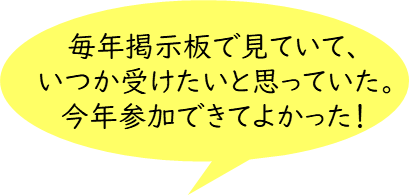 毎年掲示板で見ていて、
いつか受けたいと思っていた。
今年参加できてよかった！